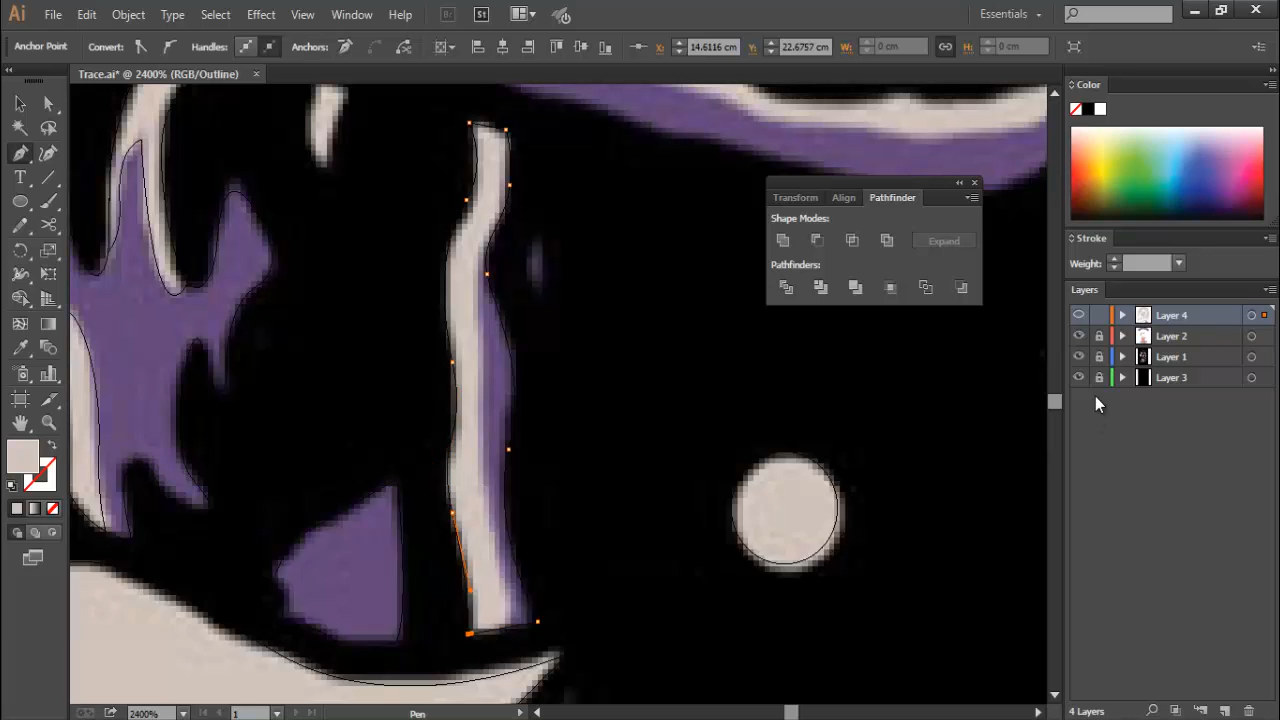 Ai File Edit Object Type Select Effect View Window Help Br St Essentials
Anchor Point Convert: Handles: Anchors: X: 14.6116 cm Y: 22.6757 cm W: 0 cm H: 0 cm
Trace.ai* @ 2400% (RGB/Outline) ×
Color
Transform Align Pathfinder
Shape Modes:
Expand
Pathfinders:
Stroke
Weight:
Layers
Layer 4
Layer 2
Layer 1
Layer 3
T
4 Layers
2400% 1 Pen